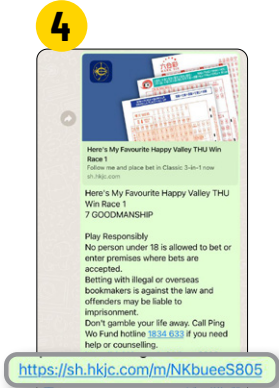 4
Here's My Favourite Happy Valley THU Win
Race 1
Follow me and place bet in Classic 3-in-1 now
sh.hkjc.com
Here's My Favourite Happy Valley THU
Win Race 1
7 GOODMANSHIP
Play Responsibly
No person under 18 is allowed to bet or
enter premises where bets are
accepted.
Betting with illegal or overseas
bookmakers is against the law and
offenders may be liable to
imprisonment.
Don't gamble your life away. Call Ping
Wo Fund hotline 1834 633 if you need
help or counselling.
https://sh.hkjc.com/m/NKbueeS805